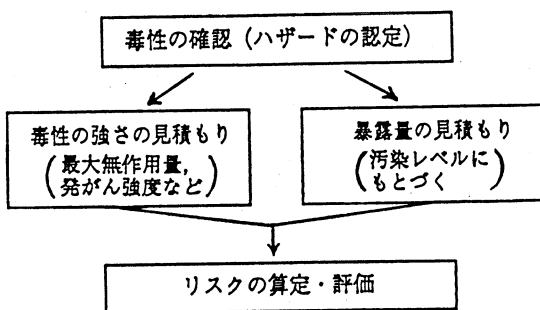 毒性の確認（ハザードの認定）
毒性の強さの見積もり
（最大無作用量，
発がん強度など）
暴露量の見積もり
（汚染レベルに
もとづく）
リスクの算定・評価